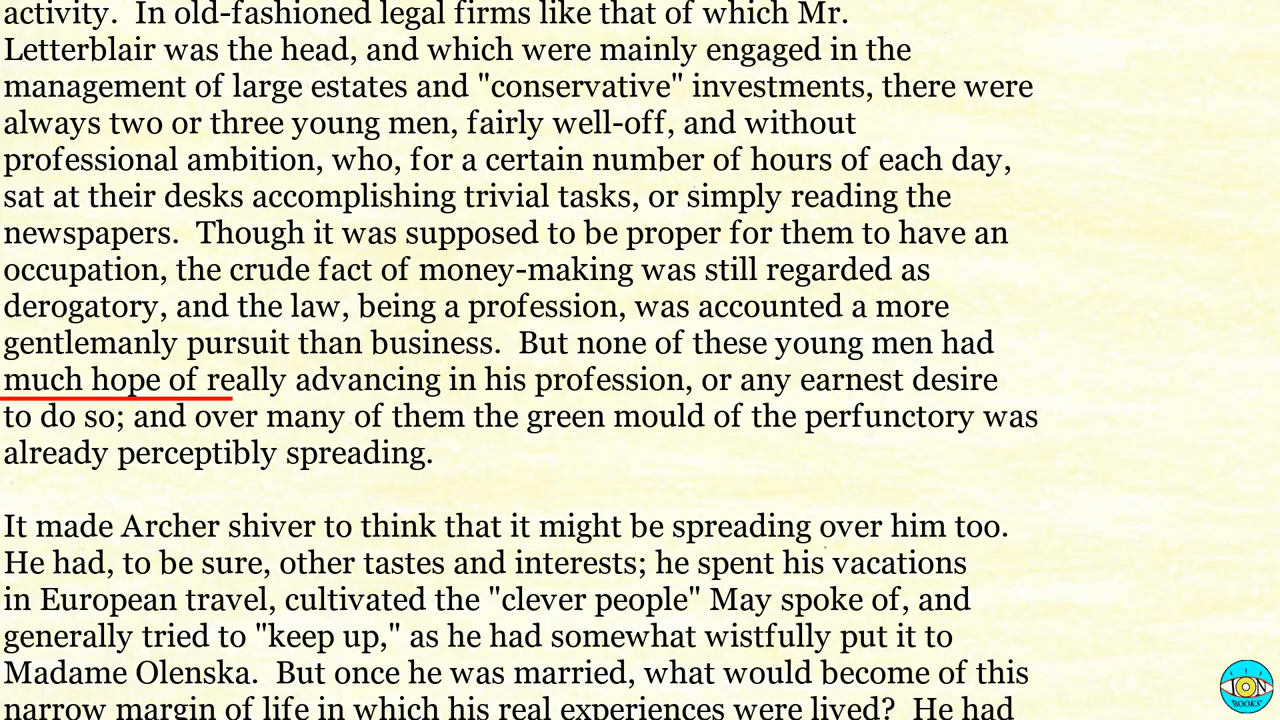 activity.  In old-fashioned legal firms like that of which Mr.
Letterblair was the head, and which were mainly engaged in the
management of large estates and "conservative" investments, there were
always two or three young men, fairly well-off, and without
professional ambition, who, for a certain number of hours of each day,
sat at their desks accomplishing trivial tasks, or simply reading the
newspapers.  Though it was supposed to be proper for them to have an
occupation, the crude fact of money-making was still regarded as
derogatory, and the law, being a profession, was accounted a more
gentlemanly pursuit than business.  But none of these young men had
much hope of really advancing in his profession, or any earnest desire
to do so; and over many of them the green mould of the perfunctory was
already perceptibly spreading.
It made Archer shiver to think that it might be spreading over him too.
He had, to be sure, other tastes and interests; he spent his vacations
in European travel, cultivated the "clever people" May spoke of, and
generally tried to "keep up," as he had somewhat wistfully put it to
Madame Olenska.  But once he was married, what would become of this
narrow margin of life in which his real experiences were lived?  He had
ION
BOOKS